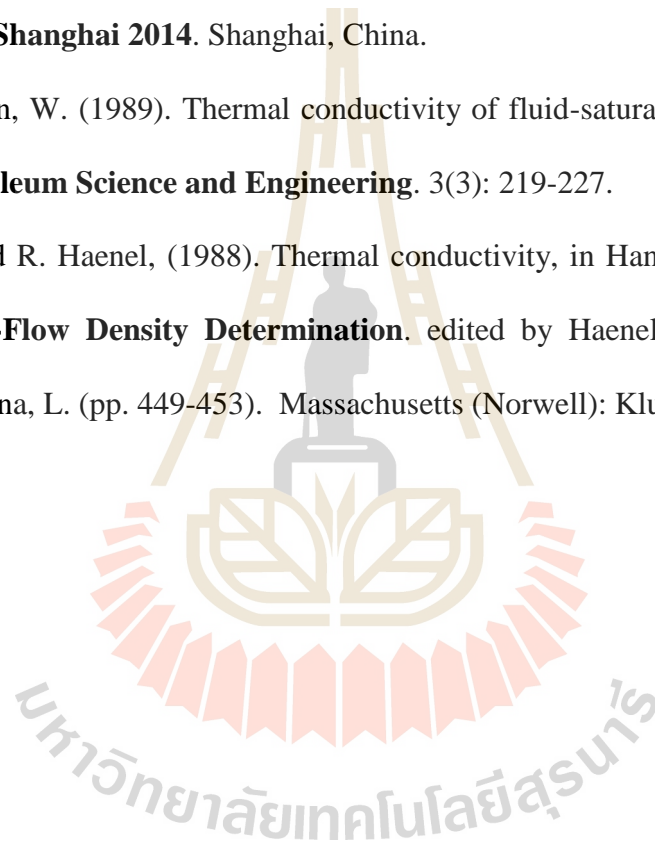 Shanghai 2014. Shanghai, China.
n, W. (1989). Thermal conductivity of fluid-satura
leum Science and Engineering. 3(3): 219-227.
d R. Haenel, (1988). Thermal conductivity, in Han
-Flow Density Determination. edited by Haenel
na, L. (pp. 449-453). Massachusetts (Norwell): Klu
มหาวิทยาลัยเทคโนโลยีสุรนารี